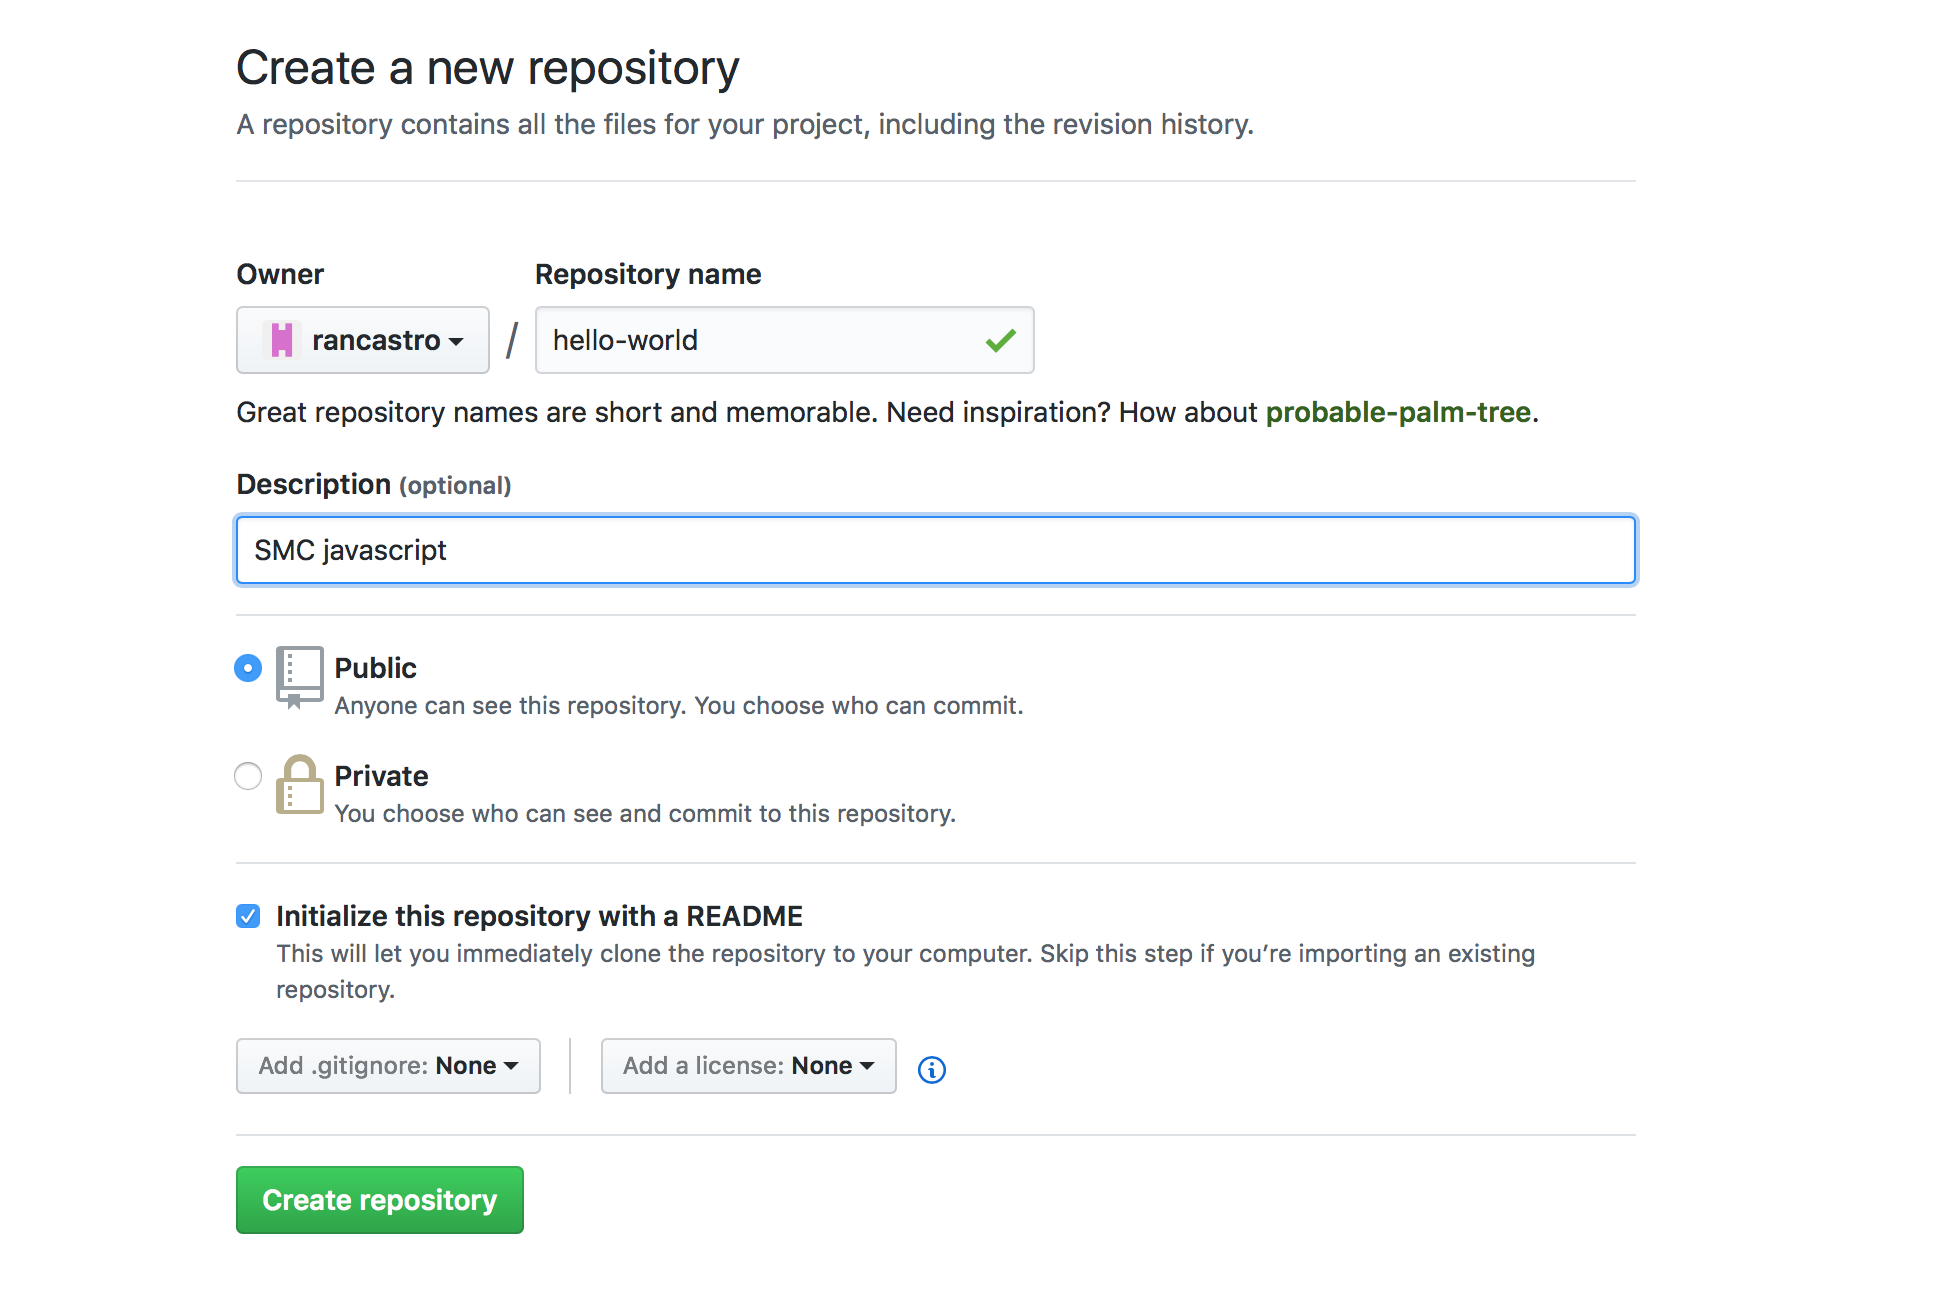 Create a new repository
A repository contains all the files for your project, including the revision history.
Owner Repository name
rancastro / hello-world
Great repository names are short and memorable. Need inspiration? How about probable-palm-tree.
Description (optional)
SMC javascript
Public
Anyone can see this repository. You choose who can commit.
Private
You choose who can see and commit to this repository.
Initialize this repository with a README
This will let you immediately clone the repository to your computer. Skip this step if you’re importing an existing
repository.
Add .gitignore: None Add a license: None
Create repository